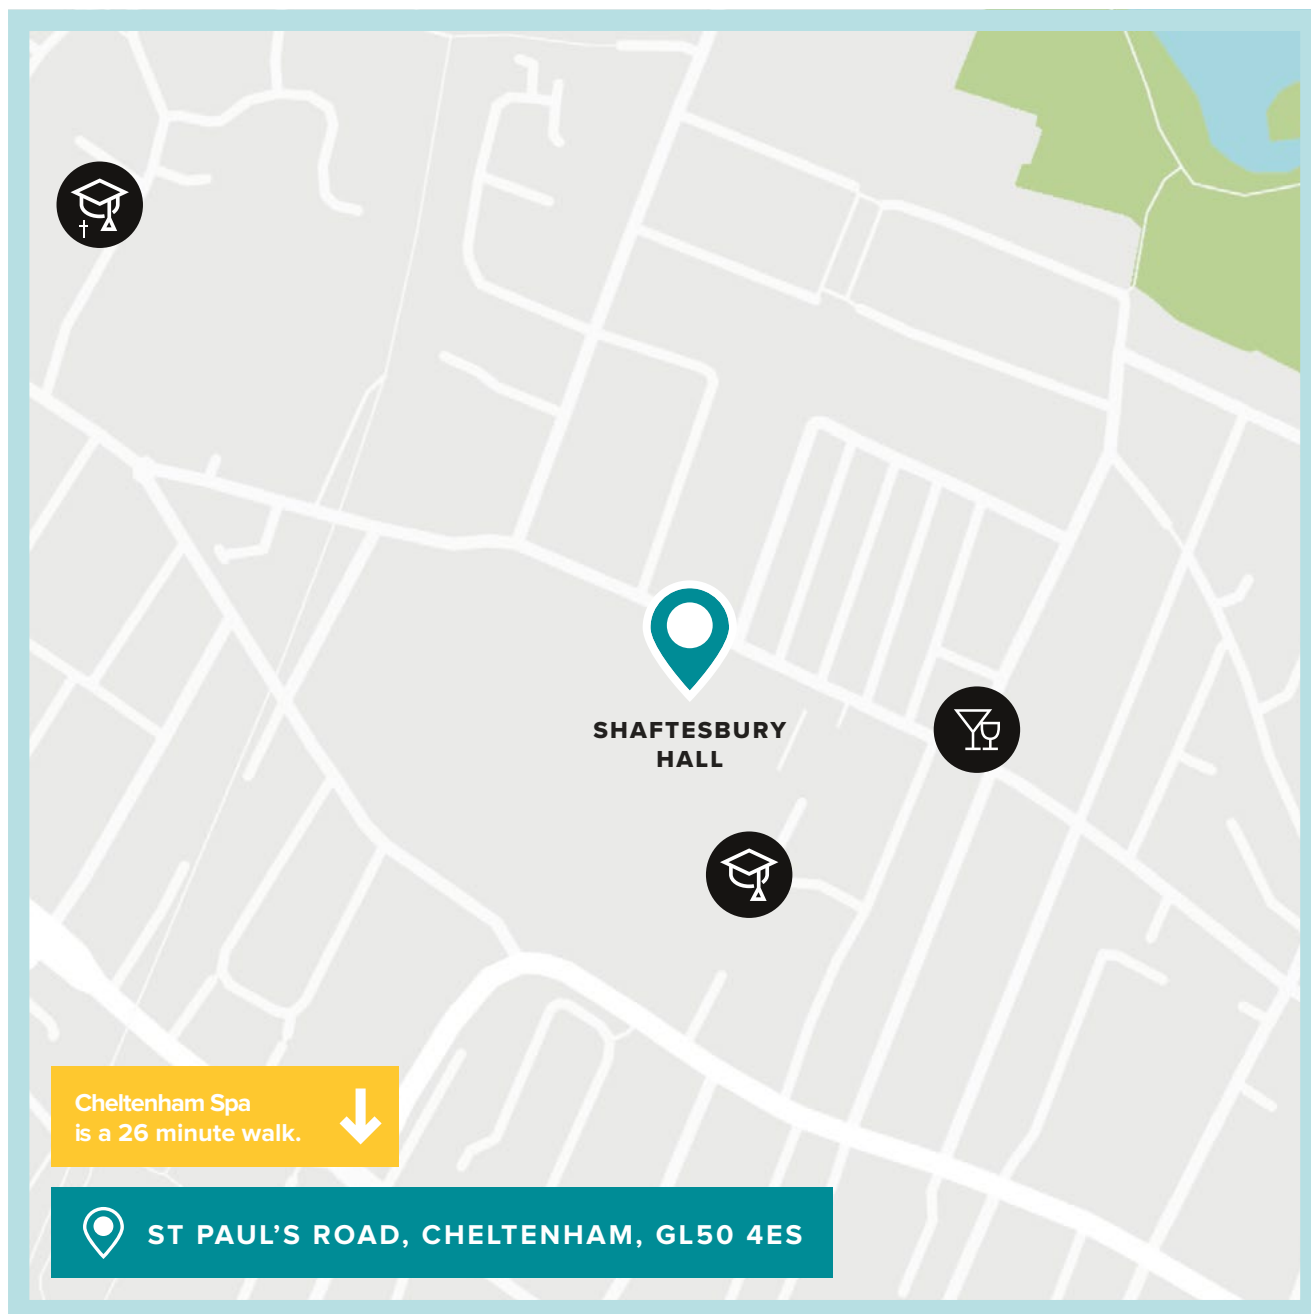 SHAFTESBURY
HALL
Cheltenham Spa
is a 26 minute walk.
ST PAUL’S ROAD, CHELTENHAM, GL50 4ES